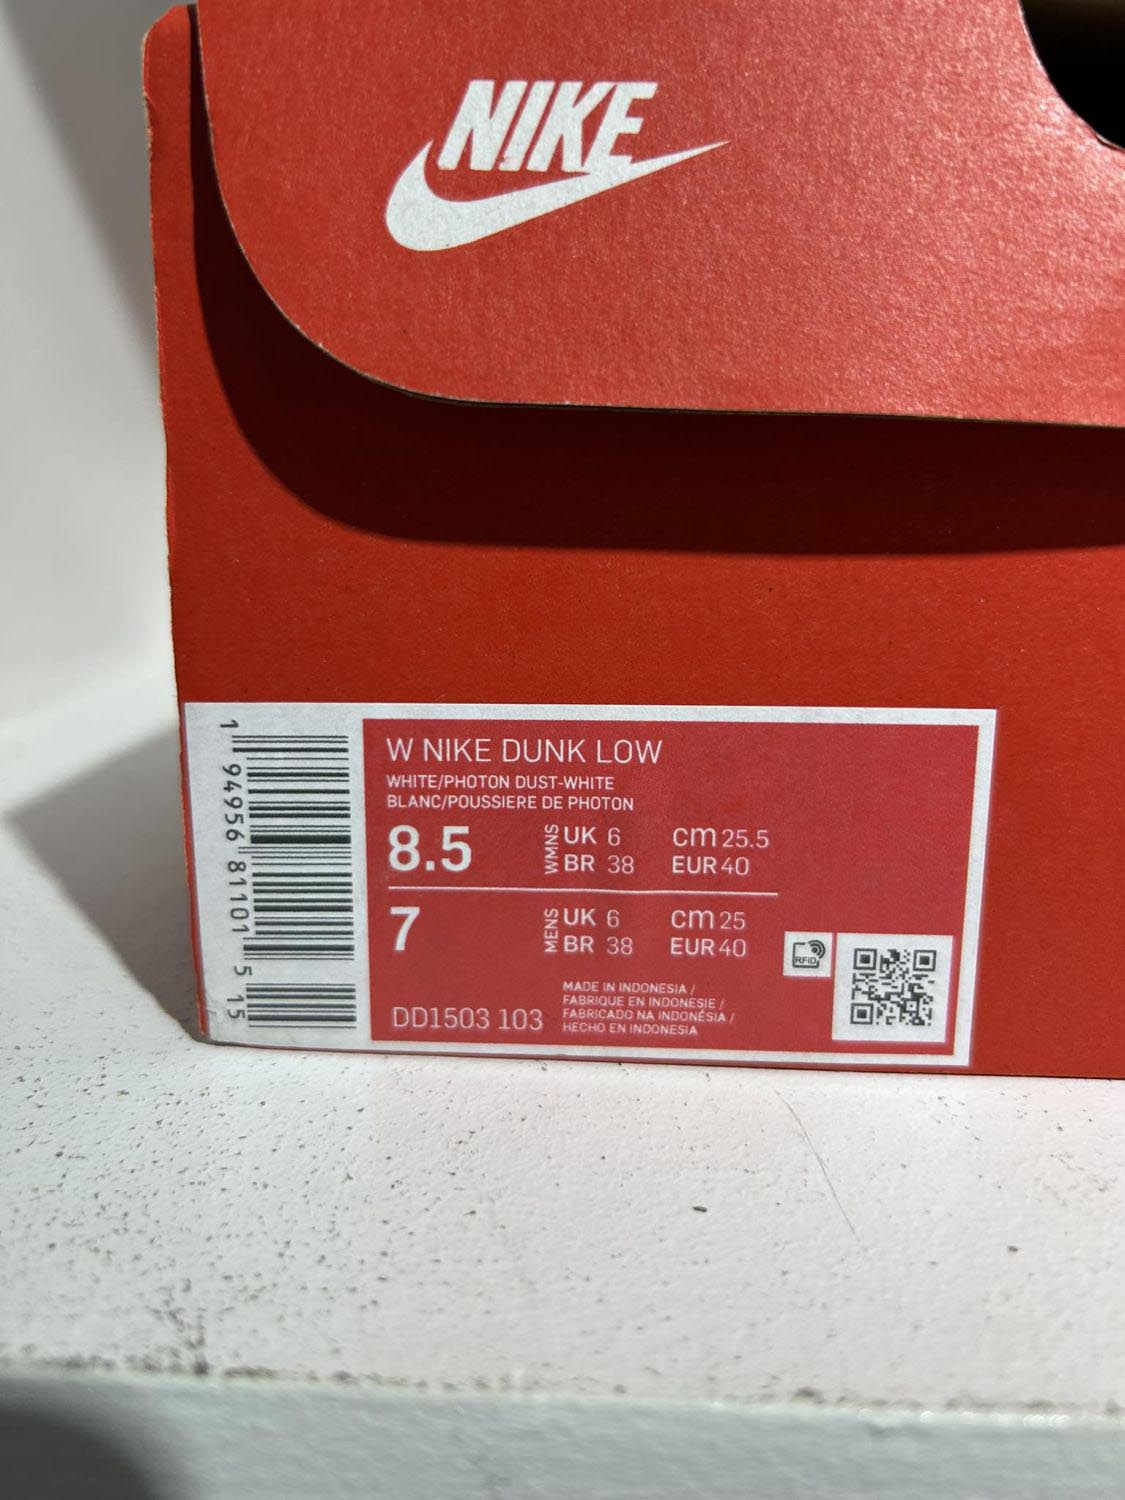 NIKE
W NIKE DUNK LOW
WHITE/PHOTON DUST-WHITE
BLANC/POUSSIERE DE PHOTON
8.5 WMNS UK 6 cm 25.5
BR 38 EUR 40
7 MENS UK 6 cm 25
BR 38 EUR 40
DD1503 103
MADE IN INDONESIA /
FABRIQUE EN INDONESIE /
FABRICADO NA INDONÉSIA /
HECHO EN INDONESIA
RFID
1 94956 81101 5 15